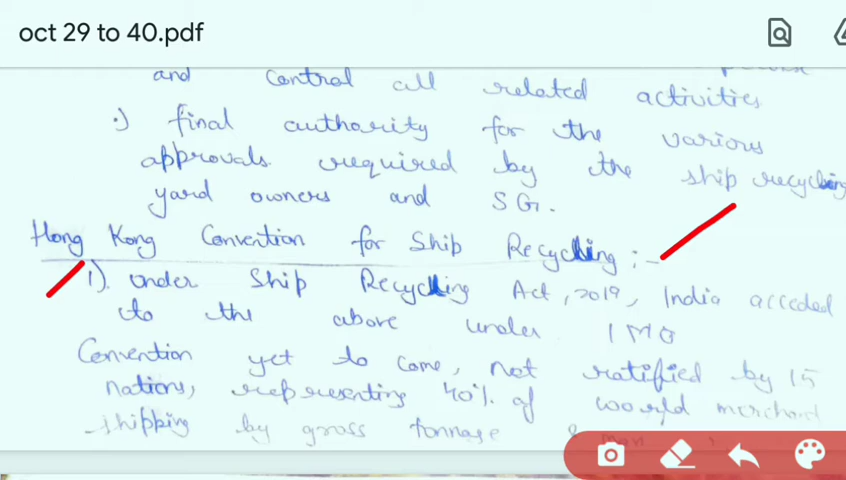 oct 29 to 40.pdf
and control all related activities
.) final authority for the various
approvals required by the ship recycling
yard owners and SG.
Hong Kong Convention for Ship Recycling :-
1). Under Ship Recycling Act, 2019, India acceded
to the above under IMO
Convention yet to come, not ratified by 15
nations, representing 40% of world merchant
shipping by gross tonnage